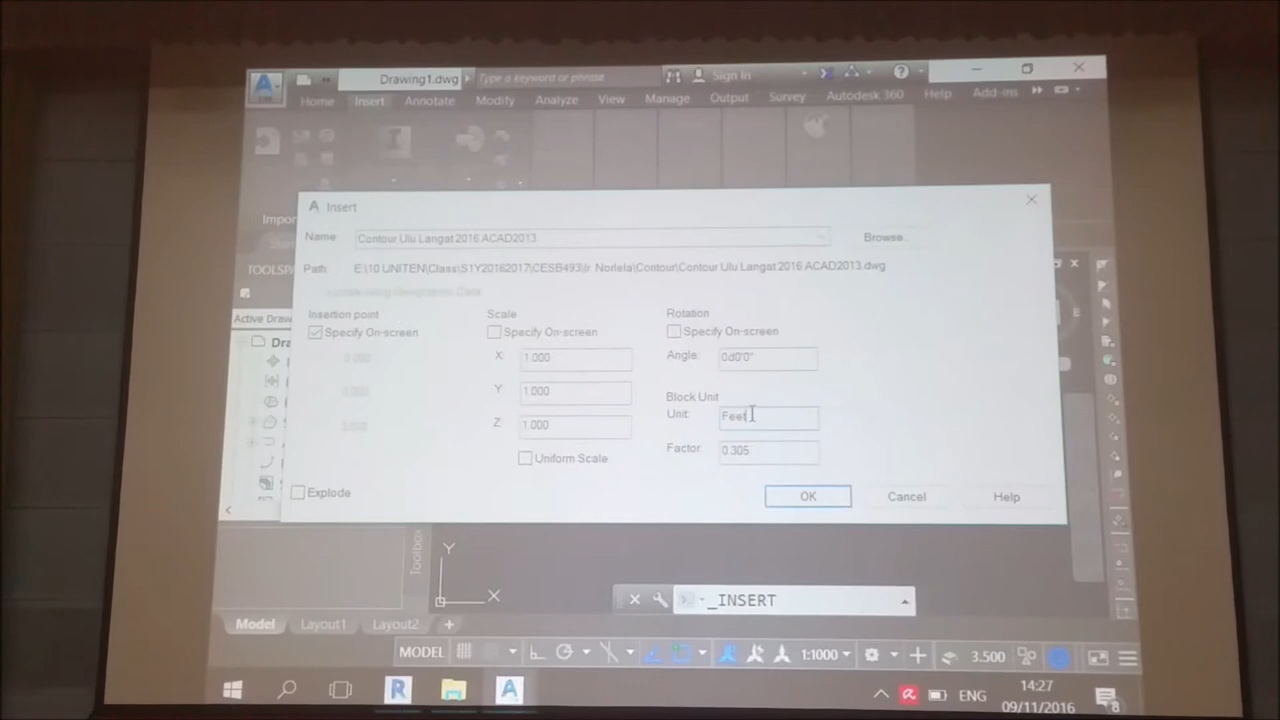 Drawing1.dwg Type a keyword or phrase Sign In
Home Insert Annotate Modify Analyze View Manage Output Survey Autodesk 360 Help Add-ins
A Insert
Name: Contour Ulu Langat 2016 ACAD2013 Browse..
Path: E:\10 UNITEN\Class\S1Y20162017\CESB493\Ir. Norlela\Contour\Contour Ulu Langat 2016 ACAD2013.dwg
Insertion point Scale Rotation
Specify On-screen Specify On-screen Specify On-screen
X: 1.000 Angle: 0d0'0"
Y: 1.000
Block Unit
Unit: Feet
Z: 1.000
Factor: 0.305
Uniform Scale
Explode OK Cancel Help
Impor
TOOLSPA
Active Draw
Dra
Toolbox
Y
X
_INSERT
Model Layout1 Layout2 +
MODEL 1:1000 3.500
R A ENG 14:27
09/11/2016 8